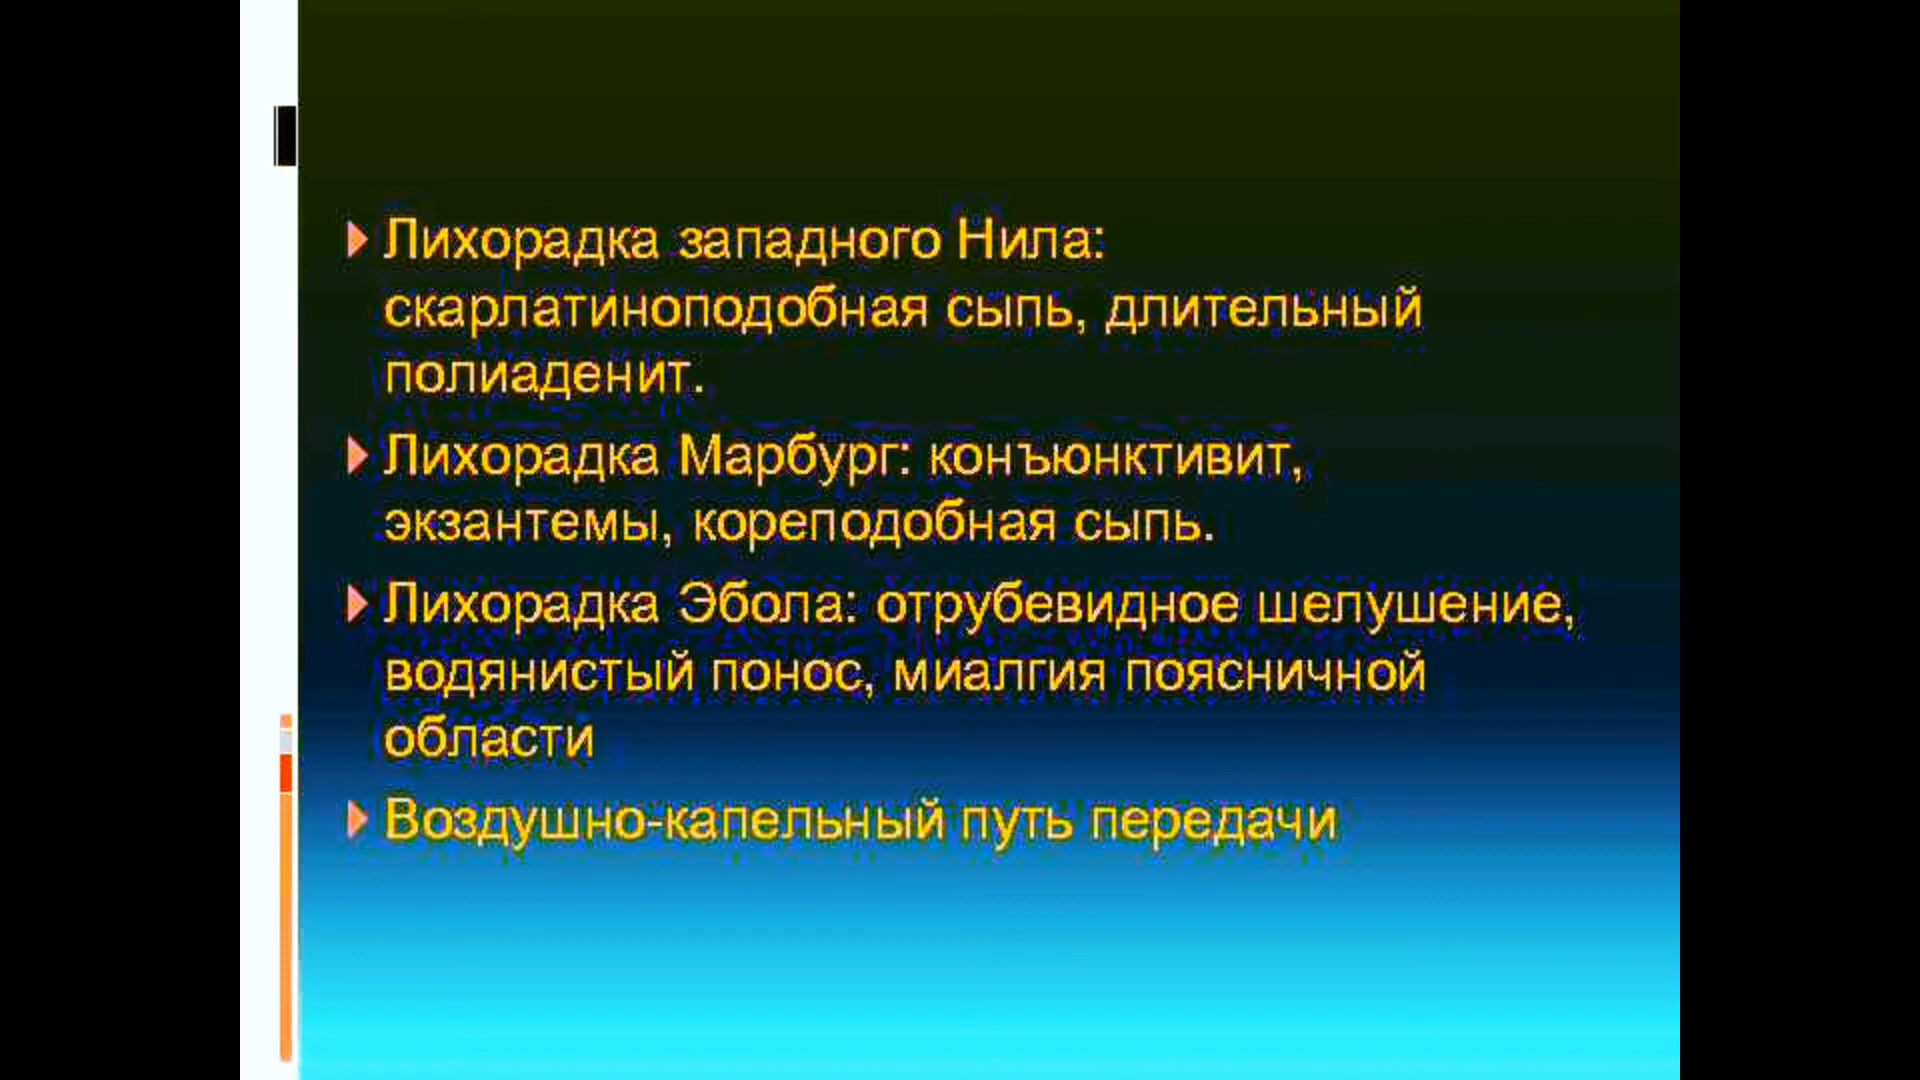 Лихорадка западного Нила:
скарлатиноподобная сыпь, длительный
полиаденит.
Лихорадка Марбург: конъюнктивит,
экзантемы, кореподобная сыпь.
Лихорадка Эбола: отрубевидное шелушение,
водянистый понос, миалгия поясничной
области
Воздушно-капельный путь передачи